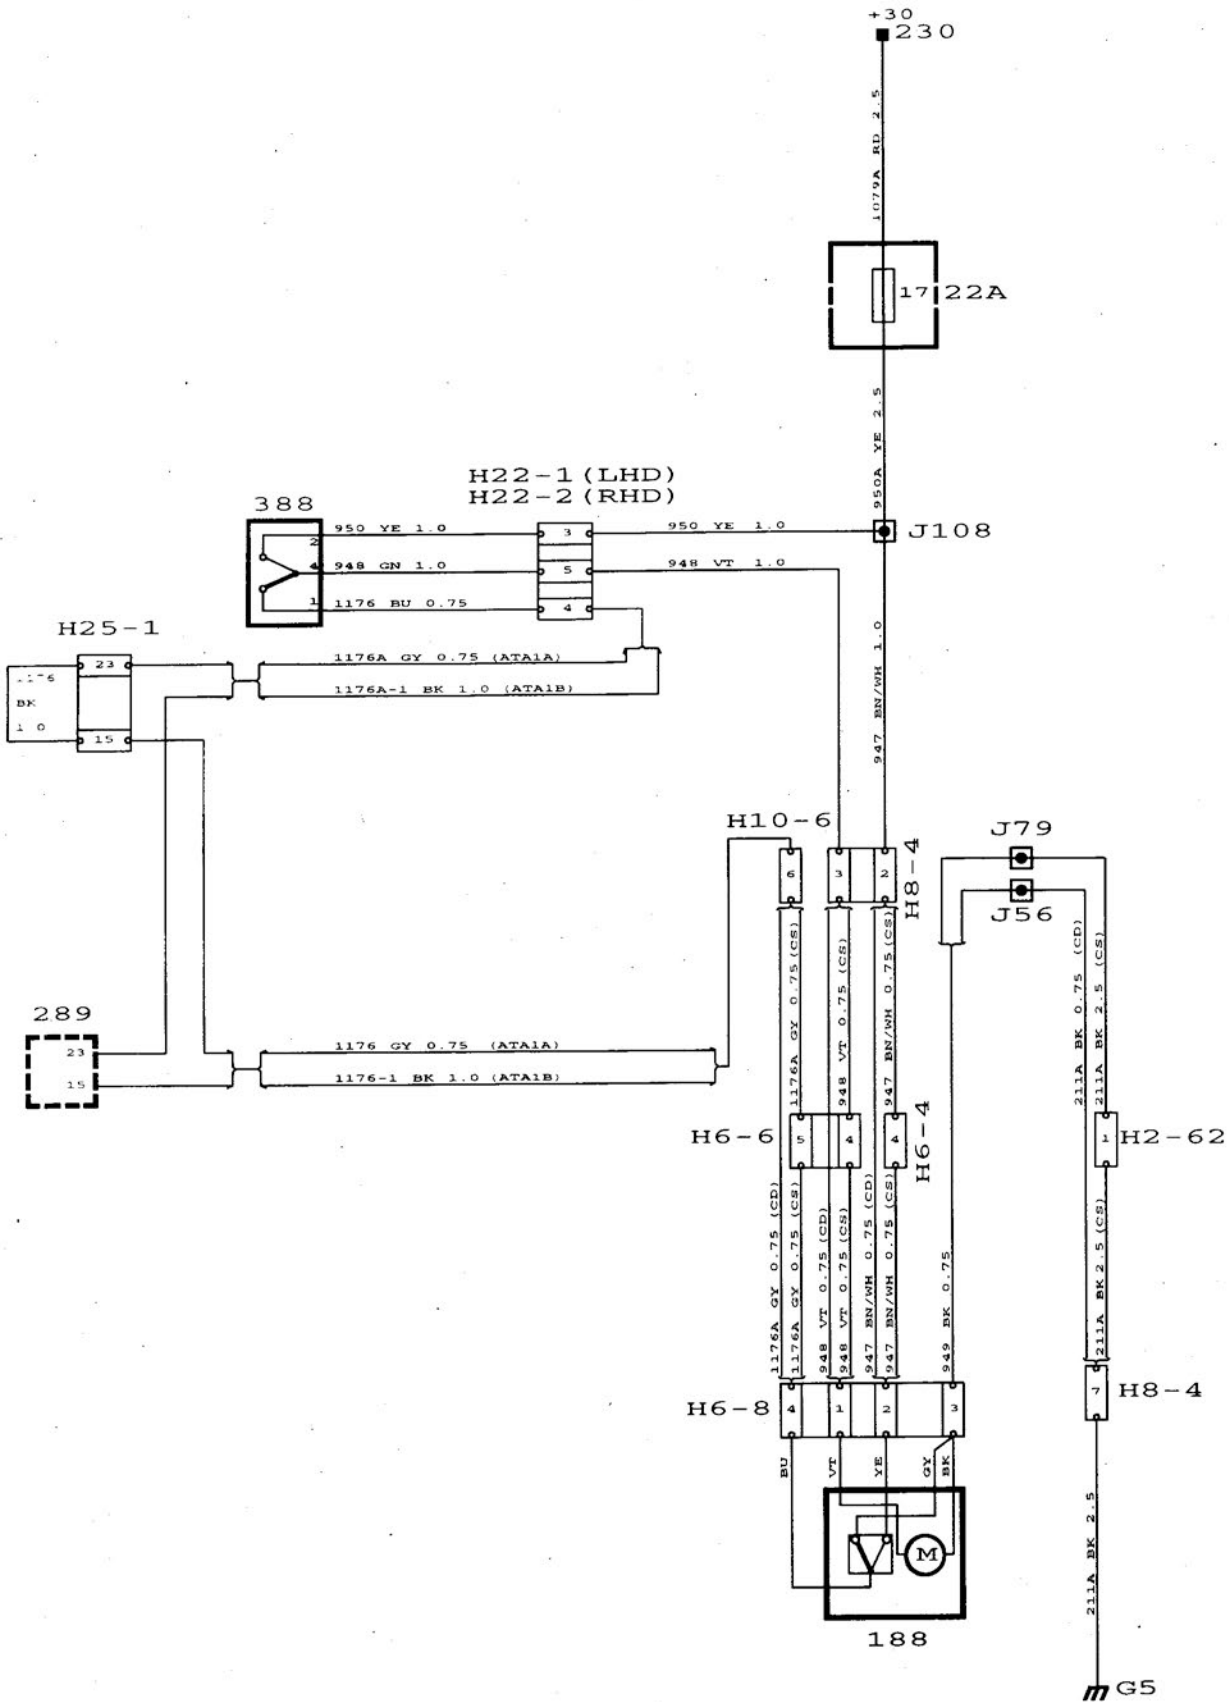 +30
230
1079A RD 2.5
17
22A
950A YE 2.5
H22-1(LHD)
H22-2(RHD)
388
950 YE 1.0
2
3
950 YE 1.0
J108
948 GN 1.0
4
5
948 VT 1.0
1176 BU 0.75
1
4
H25-1
23
1176A GY 0.75 (ATA1A)
BK
1176A-1 BK 1.0 (ATA1B)
15
947 BN/WH 1.0
H10-6
J79
6
3
2
H8-4
J56
1176A GY 0.75 (CS)
948 VT 0.75 (CS)
947 BN/WH 0.75 (CS)
211A BK 0.75 (CD)
211A BK 2.5 (CS)
289
23
15
1176 GY 0.75 (ATA1A)
1176-1 BK 1.0 (ATA1B)
H6-6
5
4
4
H6-4
1
H2-62
1176A GY 0.75 (CD)
1176A GY 0.75 (CS)
948 VT 0.75 (CD)
948 VT 0.75 (CS)
947 BN/WH 0.75 (CD)
947 BN/WH 0.75 (CS)
949 BK 0.75
211A BK 2.5 (CS)
H6-8
4
1
2
3
7
H8-4
BU
VT
YE
GY
BK
M
211A BK 2.5
188
G5